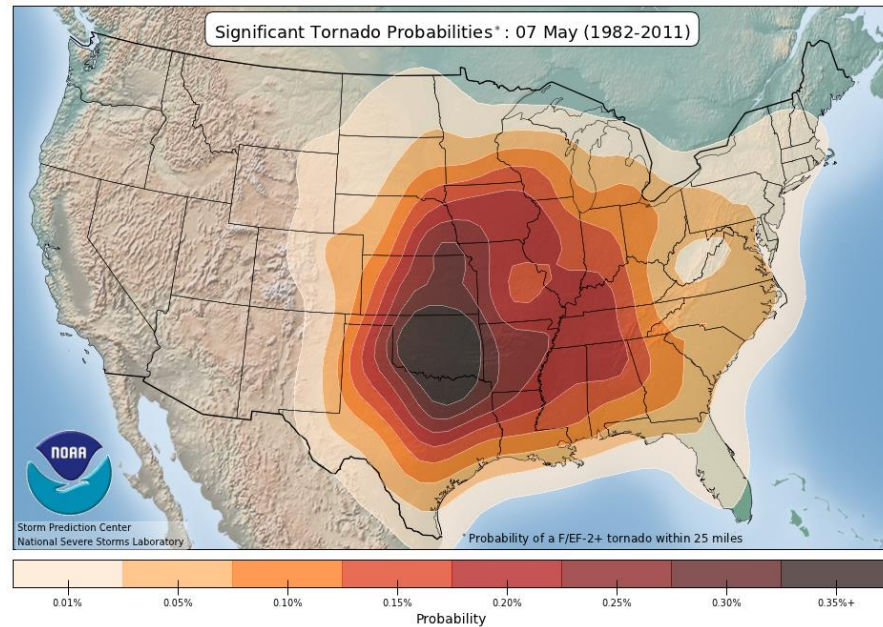 Significant Tornado Probabilities*: 07 May (1982-2011)
NOAA
Storm Prediction Center
National Severe Storms Laboratory
* Probability of a F/EF-2+ tornado within 25 miles
0.01% 0.05% 0.10% 0.15% 0.20% 0.25% 0.30% 0.35%+
Probability